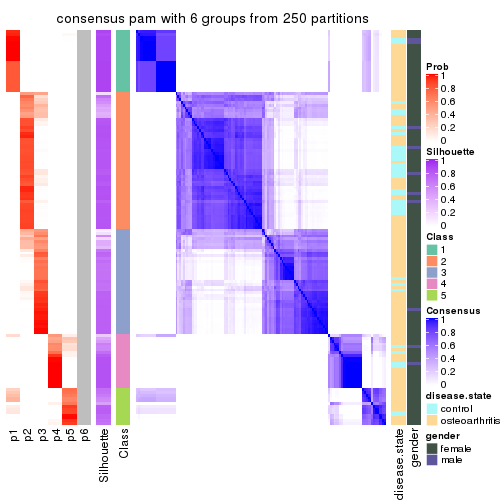 consensus pam with 6 groups from 250 partitions
Prob
1
0.8
0.6
0.4
0.2
0
Silhouette
1
0.8
0.6
0.4
0.2
0
Class
1
2
3
4
5
Consensus
1
0.8
0.6
0.4
0.2
0
disease.state
control
osteoarthritis
gender
female
male
p1
p2
p3
p4
p5
p6
Silhouette
Class
disease.state
gender